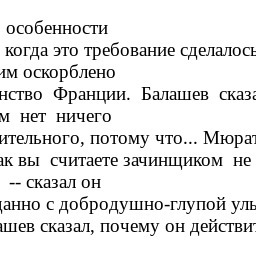 особенности
когда это требование сделалось
им оскорблено
нство Франции. Балашев сказ
м нет ничего
ительного, потому что... Мюрат
ак вы считаете зачинщиком не
-- сказал он
данно с добродушно-глупой улы
ашев сказал, почему он действит